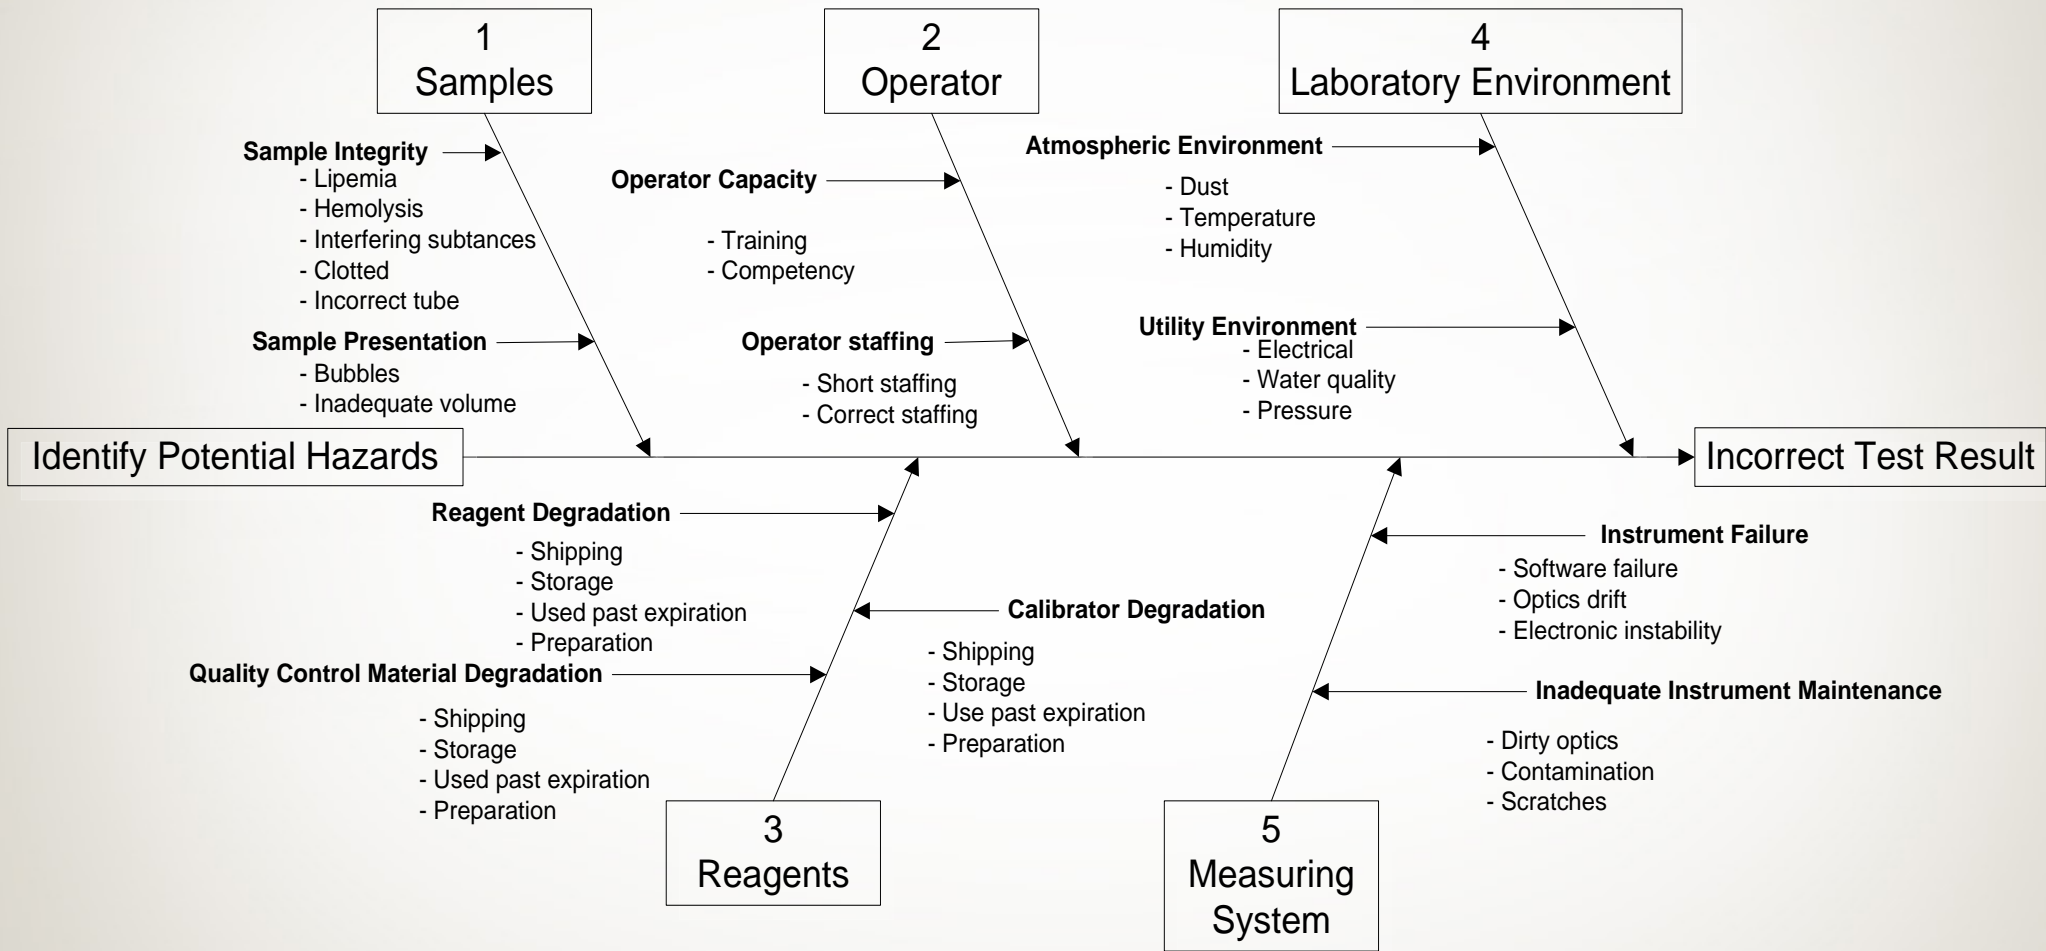 1
Samples
Sample Integrity
- Lipemia
- Hemolysis
- Interfering subtances
- Clotted
- Incorrect tube
Sample Presentation
- Bubbles
- Inadequate volume
2
Operator
Operator Capacity
- Training
- Competency
Operator staffing
- Short staffing
- Correct staffing
4
Laboratory Environment
Atmospheric Environment
- Dust
- Temperature
- Humidity
Utility Environment
- Electrical
- Water quality
- Pressure
Identify Potential Hazards
Incorrect Test Result
Reagent Degradation
- Shipping
- Storage
- Used past expiration
- Preparation
Quality Control Material Degradation
- Shipping
- Storage
- Used past expiration
- Preparation
Calibrator Degradation
- Shipping
- Storage
- Use past expiration
- Preparation
3
Reagents
Instrument Failure
- Software failure
- Optics drift
- Electronic instability
Inadequate Instrument Maintenance
- Dirty optics
- Contamination
- Scratches
5
Measuring
System